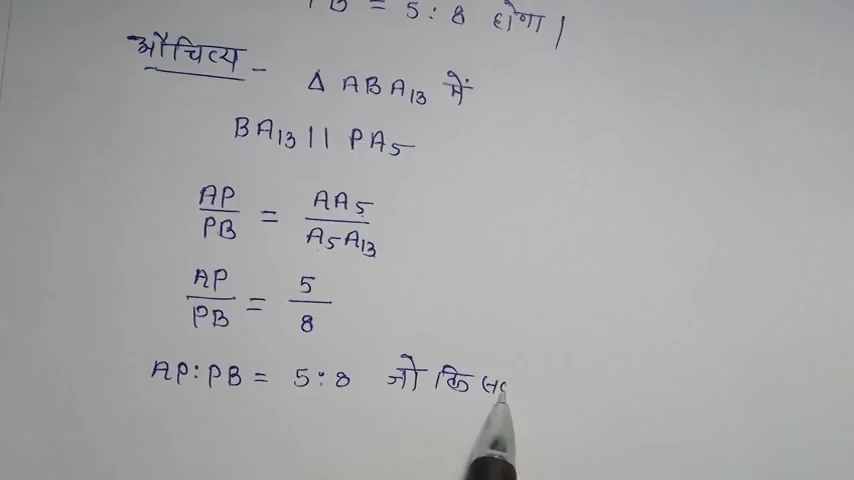 PB = 5 : 8 होगा |
औचित्य - Δ ABA₁₃ में
BA₁₃ || PA₅
AP/PB = AA₅/A₅A₁₃
AP/PB = 5/8
AP:PB = 5:8 जो कि